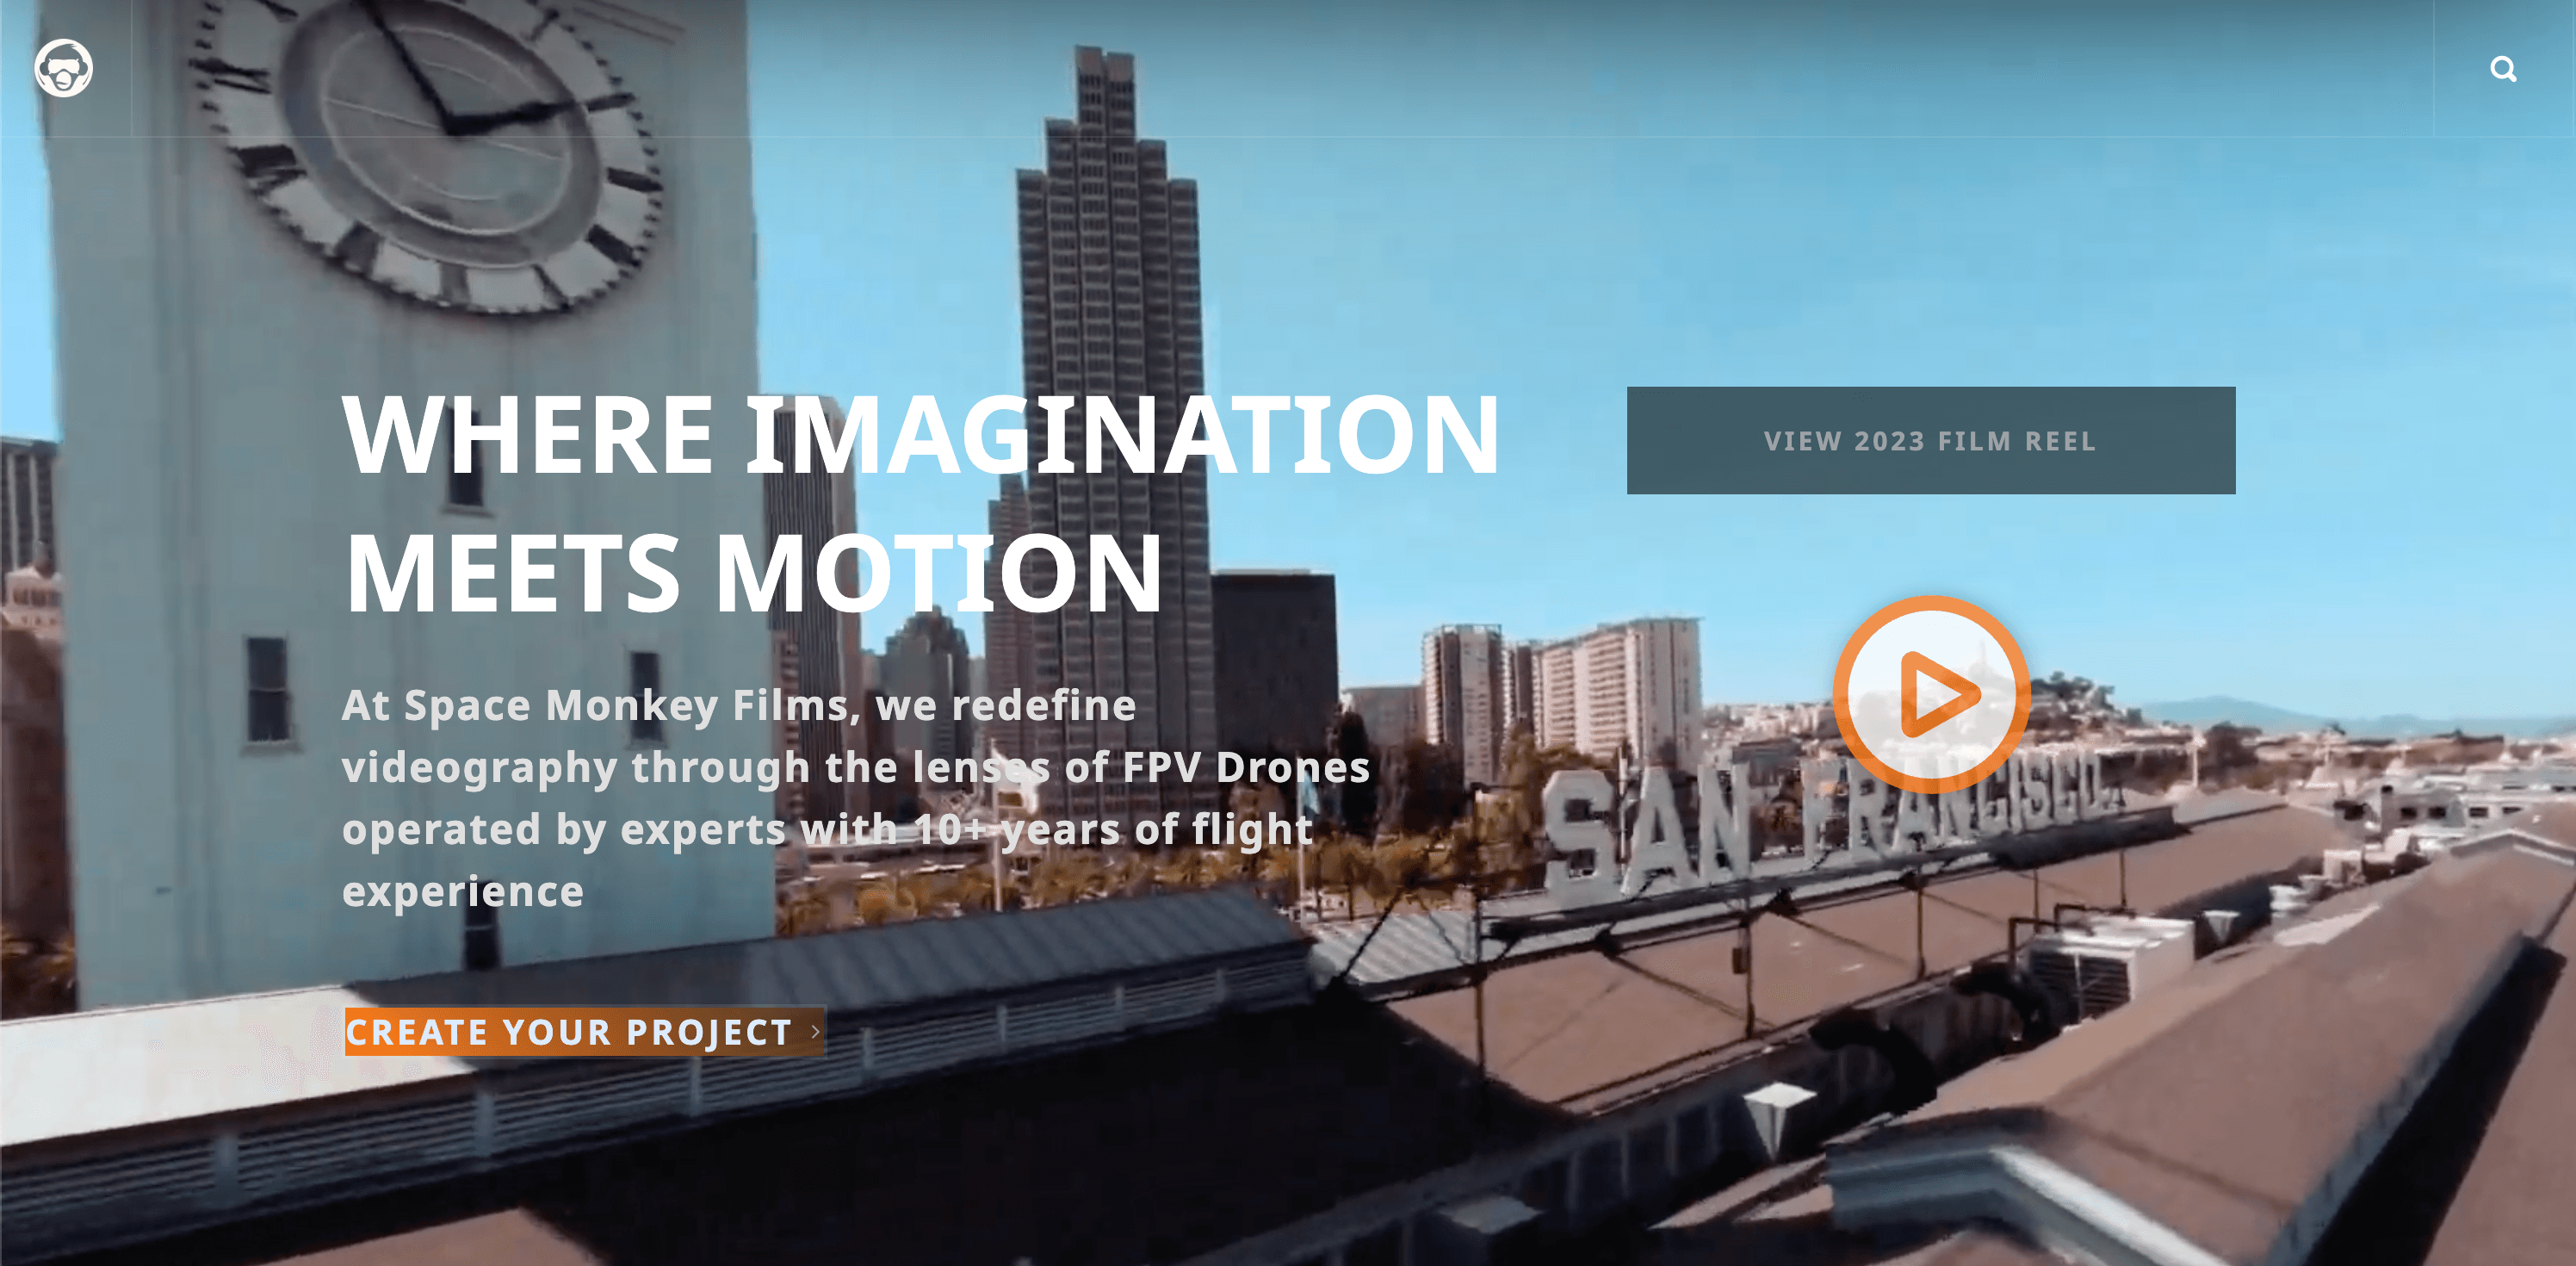 WHERE IMAGINATION
MEETS MOTION
At Space Monkey Films, we redefine
videography through the lenses of FPV Drones
operated by experts with 10+ years of flight
experience
CREATE YOUR PROJECT
VIEW 2023 FILM REEL
SAN FRANCISCO